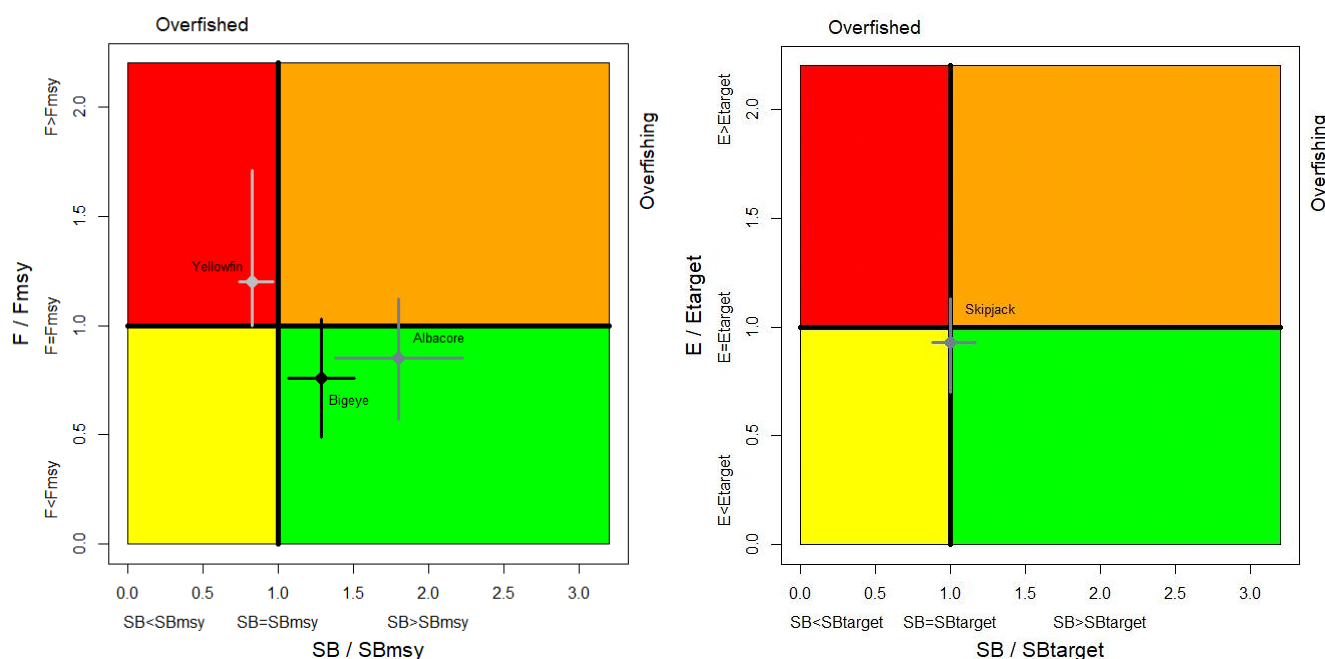 Overfished
Overfishing
F / Fmsy
F>Fmsy
F=Fmsy
F<Fmsy
2.0
1.5
1.0
0.5
0.0
Yellowfin
Albacore
Bigeye
0.0 0.5 1.0 1.5 2.0 2.5 3.0
SB<SBmsy SB=SBmsy SB>SBmsy
SB / SBmsy
Overfished
Overfishing
E / Etarget
E>Etarget
E=Etarget
E<Etarget
2.0
1.5
1.0
0.5
0.0
Skipjack
0.0 0.5 1.0 1.5 2.0 2.5 3.0
SB<SBtarget SB=SBtarget SB>SBtarget
SB / SBtarget